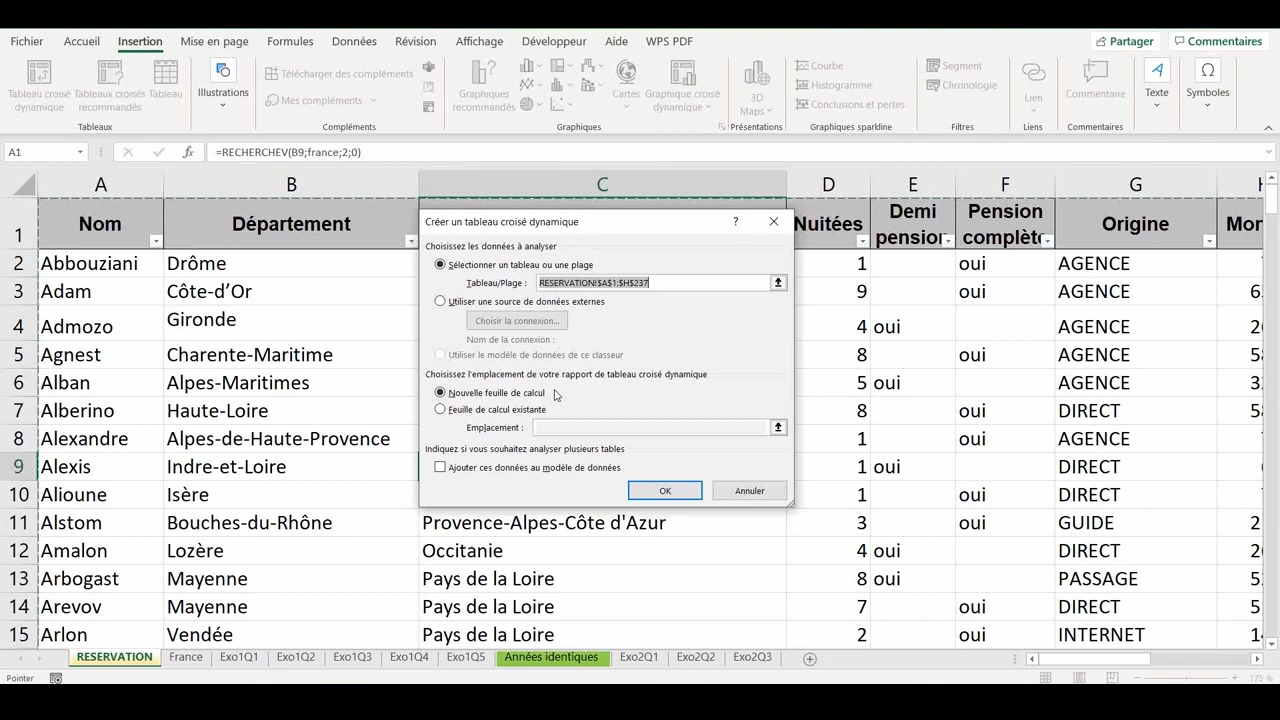 Fichier Accueil Insertion Mise en page Formules Données Révision Affichage Développeur Aide WPS PDF Partager Commentaires
Tableau croisé dynamique
Tableaux croisés recommandés
Tableau
Illustrations
Télécharger des compléments
Mes compléments
Graphiques recommandés
Cartes
Graphique croisé dynamique
3D Maps
Courbe
Histogramme
Conclusions et pertes
Segment
Chronologie
Lien
Commentaire
Texte
Symboles
Tableaux Compléments Graphiques Présentations Graphiques sparkline Filtres Liens Commentaires
A1 fx =RECHERCHEV(B9;france;2;0)
A B C D E F G H
1 Nom Département Nuitées Demi pension Pension complète Origine Mon
2 Abbouziani Drôme 1 oui AGENCE
3 Adam Côte-d’Or 9 oui AGENCE
4 Admozo Gironde 4 oui AGENCE
5 Agnest Charente-Maritime 8 oui AGENCE
6 Alban Alpes-Maritimes 5 oui AGENCE
7 Alberino Haute-Loire 8 oui DIRECT
8 Alexandre Alpes-de-Haute-Provence 1 oui AGENCE
9 Alexis Indre-et-Loire 1 oui DIRECT
10 Alioune Isère 1 oui DIRECT
11 Alstom Bouches-du-Rhône Provence-Alpes-Côte d'Azur 3 oui GUIDE
12 Amalon Lozère Occitanie 4 oui DIRECT
13 Arbogast Mayenne Pays de la Loire 8 oui PASSAGE
14 Arevov Mayenne Pays de la Loire 7 oui DIRECT
15 Arlon Vendée Pays de la Loire 2 oui INTERNET
Créer un tableau croisé dynamique ?
Choisissez les données à analyser
Sélectionner un tableau ou une plage
Tableau/Plage : RESERVATION!$A$1:$H$237
Utiliser une source de données externes
Choisir la connexion...
Nom de la connexion :
Utiliser le modèle de données de ce classeur
Choisissez l'emplacement de votre rapport de tableau croisé dynamique
Nouvelle feuille de calcul
Feuille de calcul existante
Emplacement :
Indiquez si vous souhaitez analyser plusieurs tables
Ajouter ces données au modèle de données
OK Annuler
RESERVATION France Exo1Q1 Exo1Q2 Exo1Q3 Exo1Q4 Exo1Q5 Années identiques Exo2Q1 Exo2Q2 Exo2Q3
Pointer 175 %